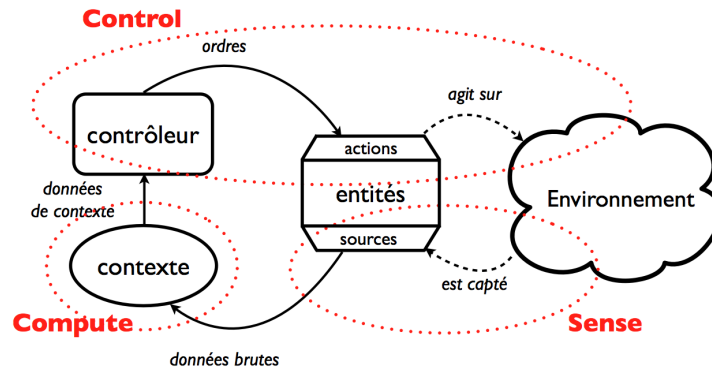 Control
ordres
agit sur
contrôleur
actions
entités
sources
Environnement
données
de contexte
contexte
est capté
Compute
Sense
données brutes